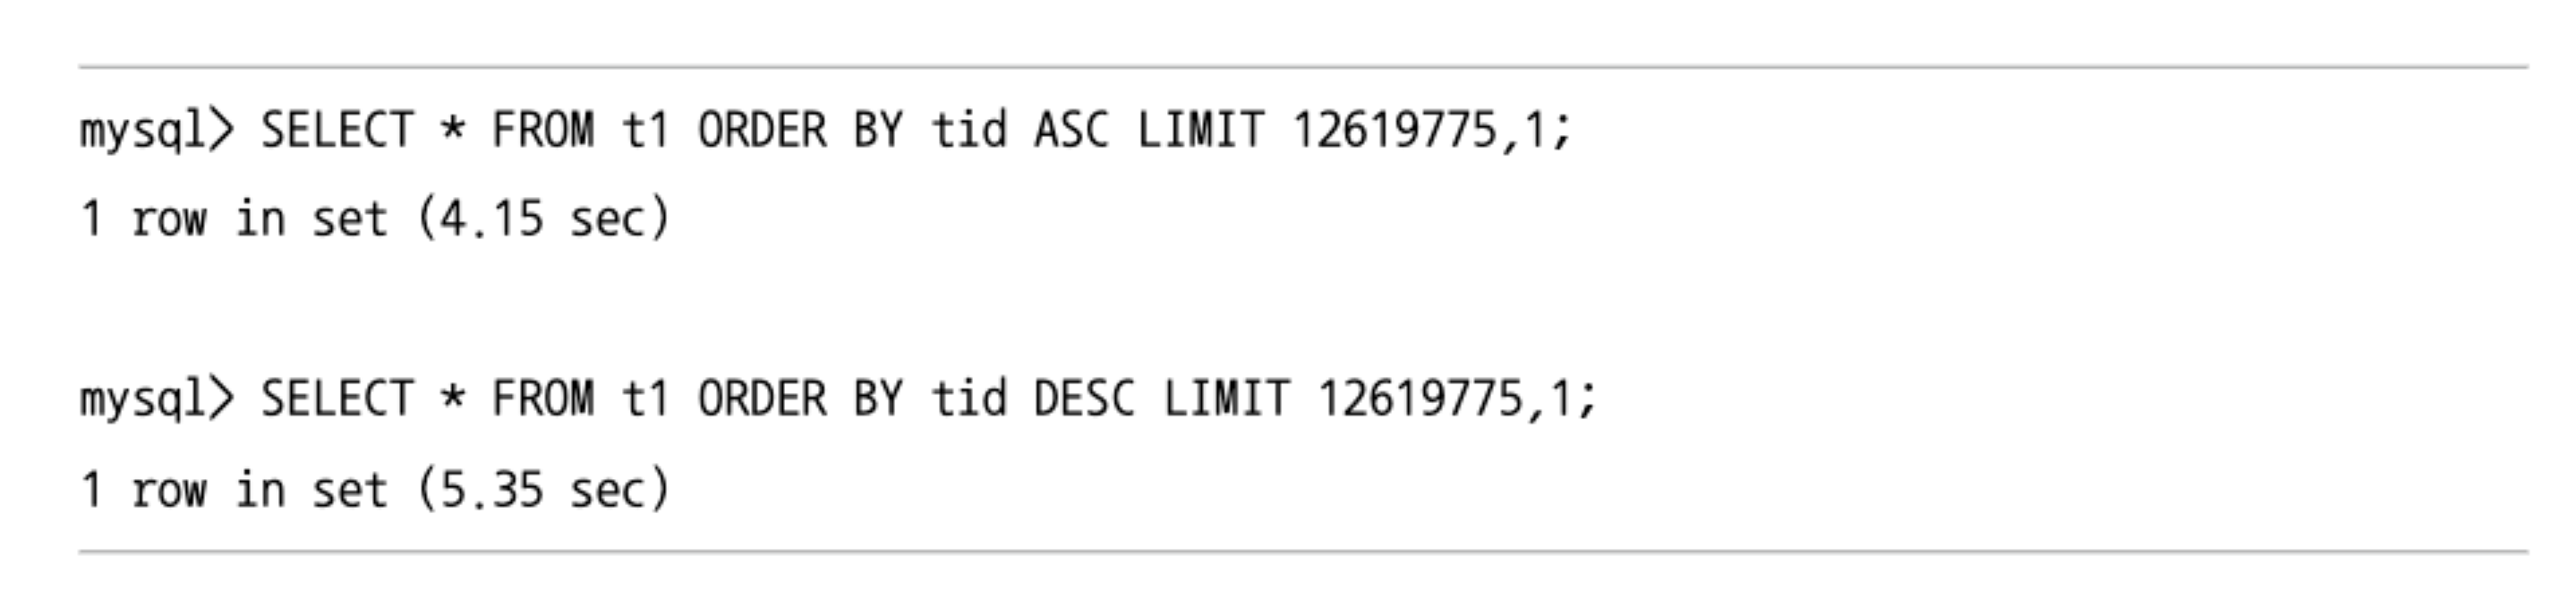 mysql> SELECT * FROM t1 ORDER BY tid ASC LIMIT 12619775,1;
1 row in set (4.15 sec)
mysql> SELECT * FROM t1 ORDER BY tid DESC LIMIT 12619775,1;
1 row in set (5.35 sec)